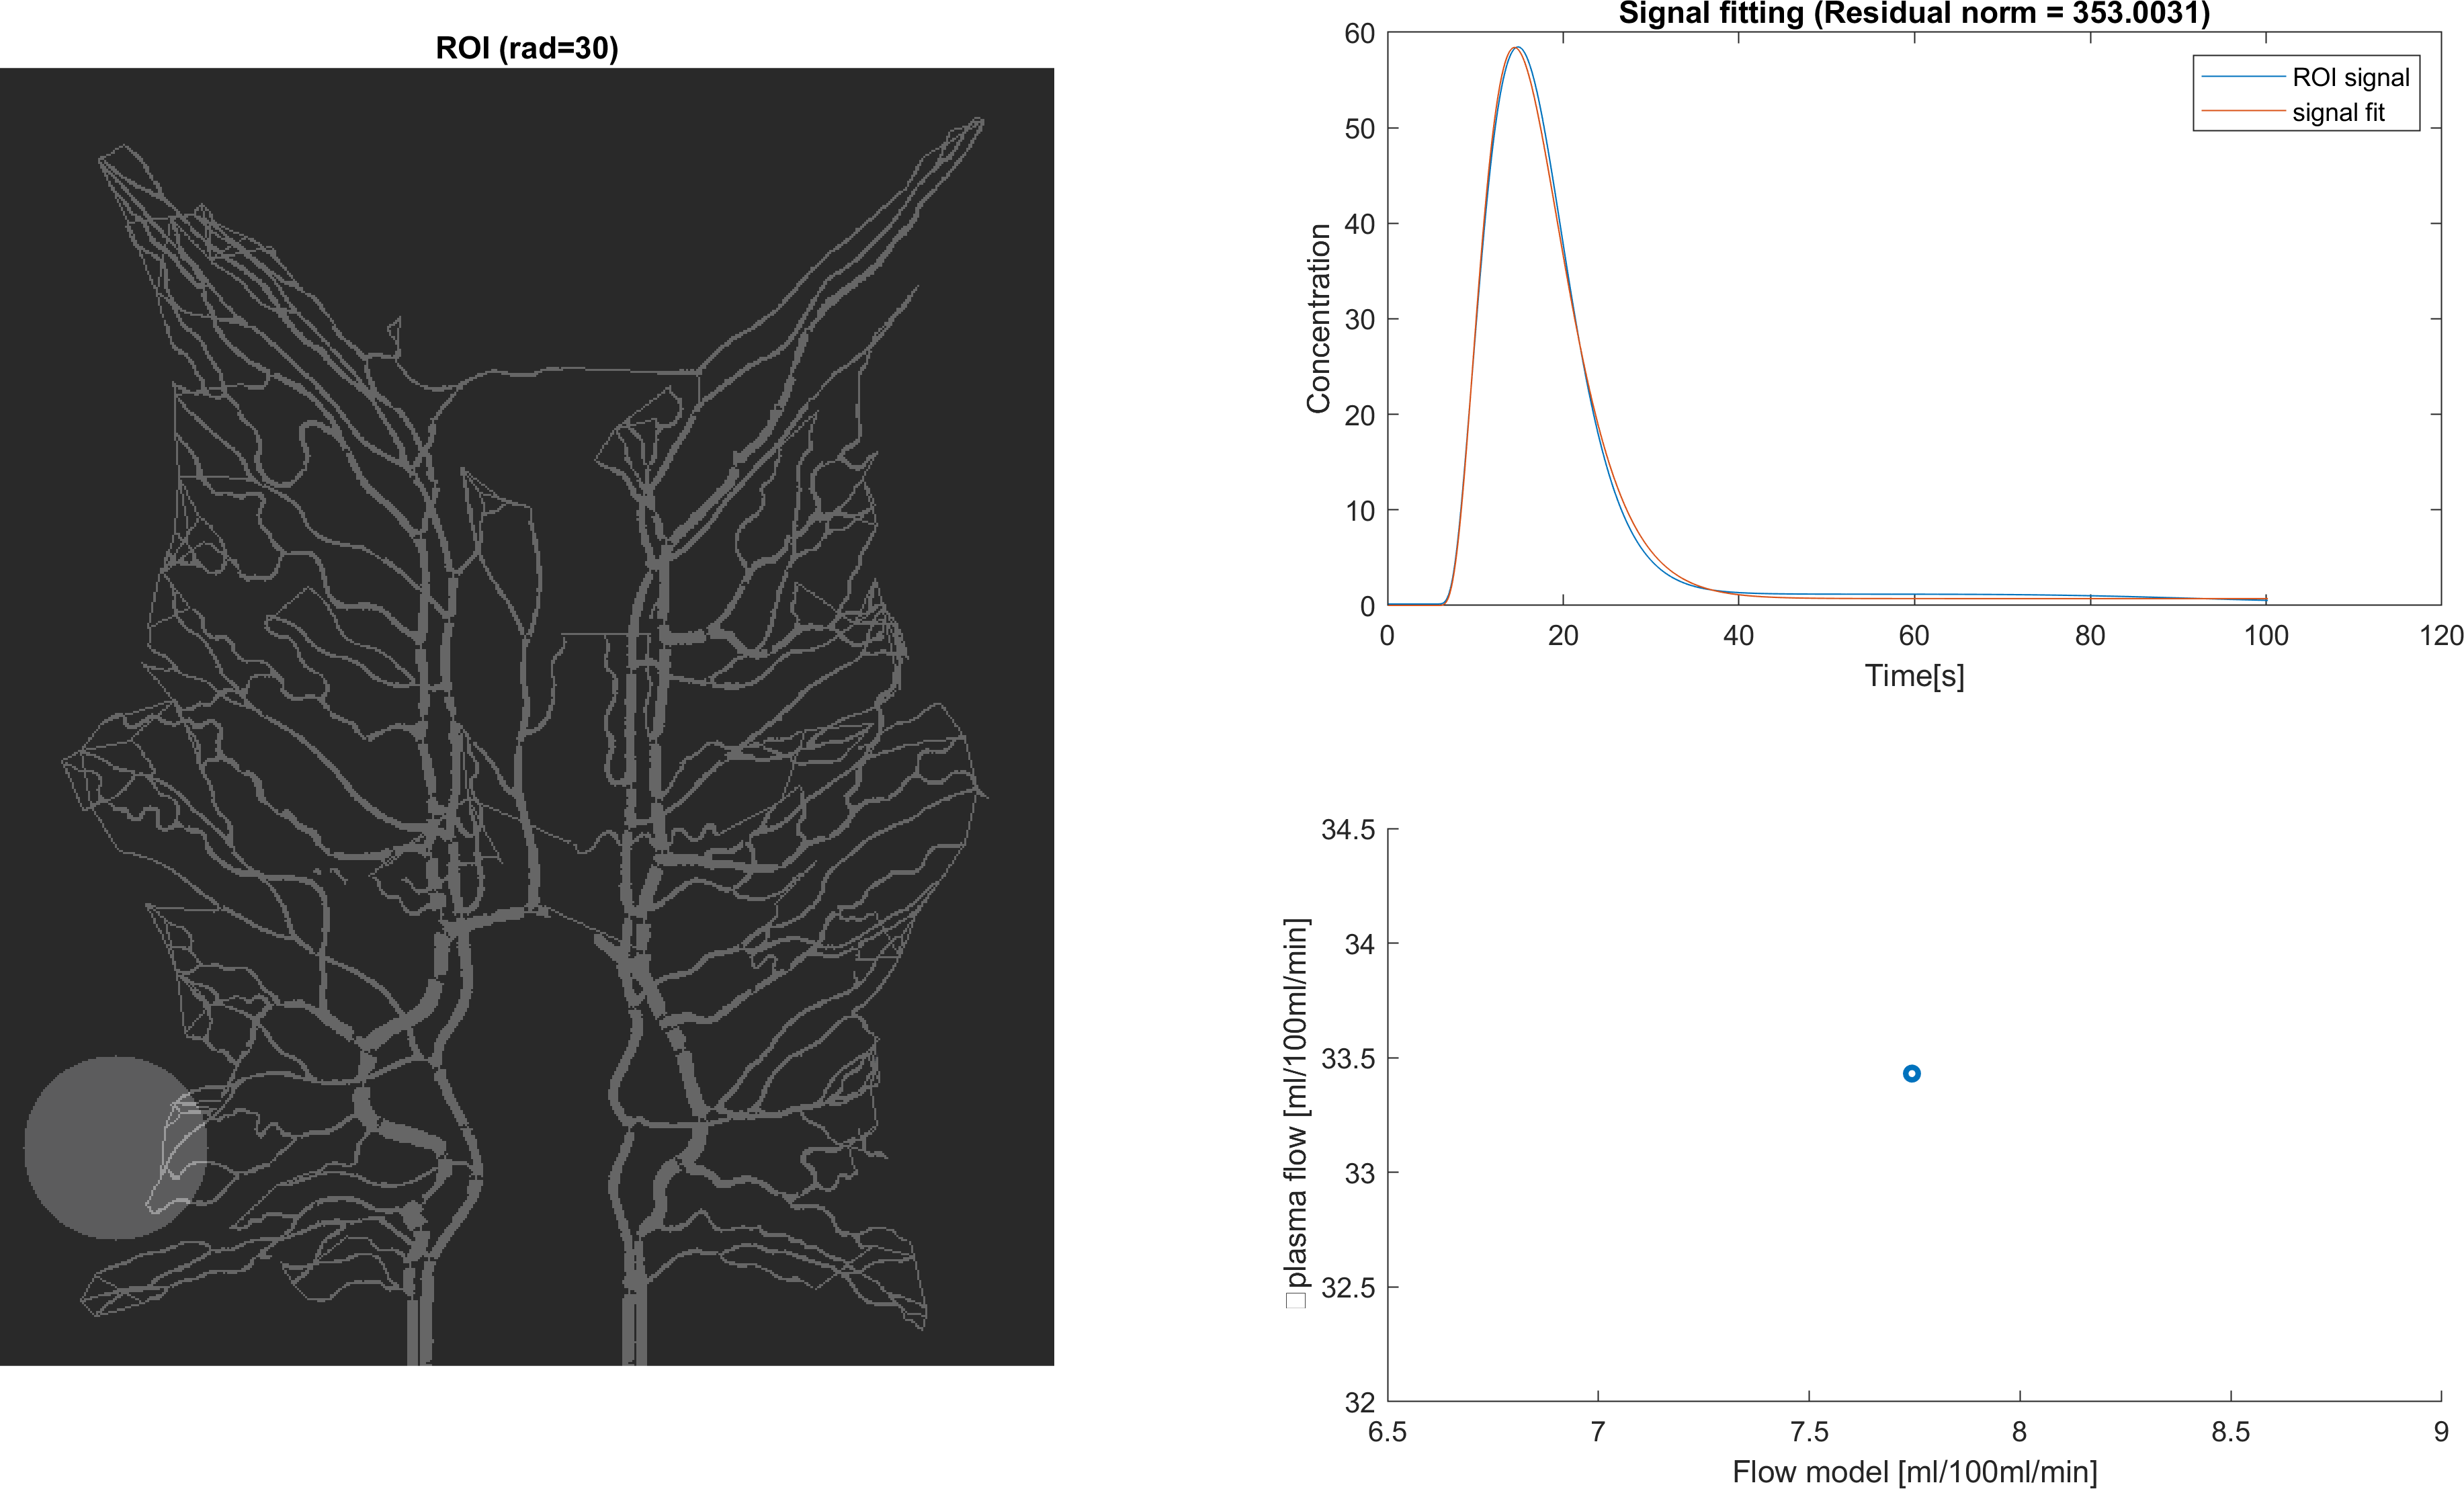 ROI (rad=30)
Signal fitting (Residual norm = 353.0031)
60
50
40
30
20
10
0
Concentration
ROI signal
signal fit
0 20 40 60 80 100 120
Time[s]
34.5
34
33.5
33
32.5
32
□ plasma flow [ml/100ml/min]
6.5 7 7.5 8 8.5 9
Flow model [ml/100ml/min]